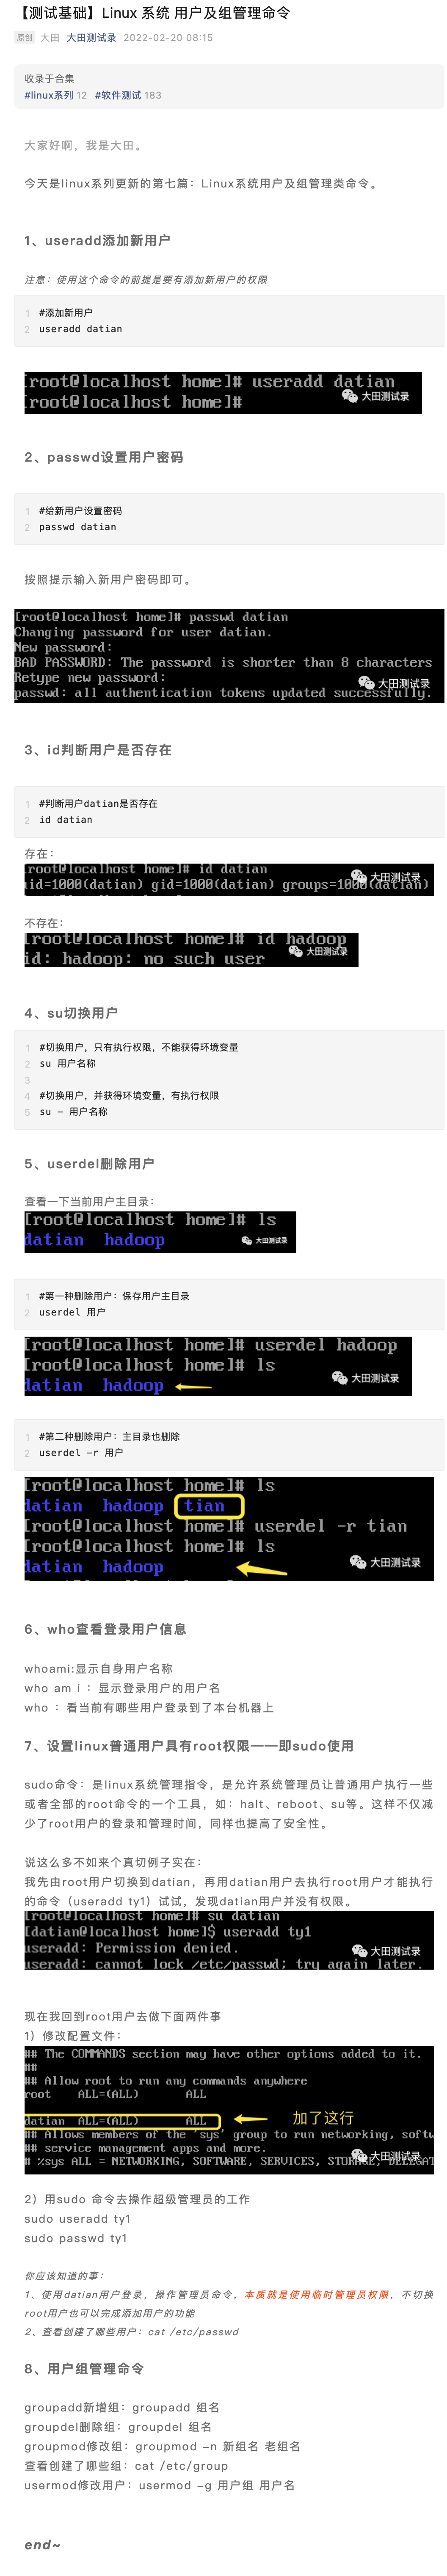 【测试基础】Linux 系统 用户及组管理命令
原创 大田 大田测试录 2022-02-20 08:15
收录于合集
#linux系列 12 #软件测试 183
大家好啊，我是大田。
今天是linux系列更新的第七篇：Linux系统用户及组管理类命令。
1、useradd添加新用户
注意：使用这个命令的前提是要有添加新用户的权限
1 #添加新用户
2 useradd datian
[root@localhost home]# useradd datian
[root@localhost home]#
大田测试录
2、passwd设置用户密码
1 #给新用户设置密码
2 passwd datian
按照提示输入新用户密码即可。
[root@localhost home]# passwd datian
Changing password for user datian.
New password:
BAD PASSWORD: The password is shorter than 8 characters
Retype new password:
passwd: all authentication tokens updated successfully.
大田测试录
3、id判断用户是否存在
1 #判断用户datian是否存在
2 id datian
存在：
[root@localhost home]# id datian
uid=1000(datian) gid=1000(datian) groups=1000(datian)
大田测试录
不存在：
[root@localhost home]# id hadoop
id: hadoop: no such user
大田测试录
4、su切换用户
1 #切换用户，只有执行权限，不能获得环境变量
2 su 用户名称
3
4 #切换用户，并获得环境变量，有执行权限
5 su - 用户名称
5、userdel删除用户
查看一下当前用户主目录：
[root@localhost home]# ls
datian hadoop
大田测试录
1 #第一种删除用户：保存用户主目录
2 userdel 用户
[root@localhost home]# userdel hadoop
[root@localhost home]# ls
datian hadoop
大田测试录
1 #第二种删除用户：主目录也删除
2 userdel -r 用户
[root@localhost home]# ls
datian hadoop tian
[root@localhost home]# userdel -r tian
[root@localhost home]# ls
datian hadoop
大田测试录
6、who查看登录用户信息
whoami:显示自身用户名称
who am i ：显示登录用户的用户名
who ：看当前有哪些用户登录到了本台机器上
7、设置linux普通用户具有root权限——即sudo使用
sudo命令：是linux系统管理指令，是允许系统管理员让普通用户执行一些
或者全部的root命令的一个工具，如：halt、reboot、su等。这样不仅减
少了root用户的登录和管理时间，同样也提高了安全性。
说这么多不如来个真切例子实在：
我先由root用户切换到datian，再用datian用户去执行root用户才能执行
的命令（useradd ty1）试试，发现datian用户并没有权限。
[root@localhost home]# su datian
[datian@localhost home]$ useradd ty1
useradd: Permission denied.
useradd: cannot lock /etc/passwd; try again later.
大田测试录
现在我回到root用户去做下面两件事
1）修改配置文件：
## The COMMANDS section may have other options added to it.
##
## Allow root to run any commands anywhere
root ALL=(ALL) ALL
datian ALL=(ALL) ALL
加了这行
## Allows members of the 'sys' group to run networking, softw
## service management apps and more.
# %sys ALL = NETWORKING, SOFTWARE, SERVICES, STORAGE, DELEGAT
大田测试录
2）用sudo 命令去操作超级管理员的工作
sudo useradd ty1
sudo passwd ty1
你应该知道的事：
1、使用datian用户登录，操作管理员命令，本质就是使用临时管理员权限，不切换
root用户也可以完成添加用户的功能
2、查看创建了哪些用户：cat /etc/passwd
8、用户组管理命令
groupadd新增组：groupadd 组名
groupdel删除组：groupdel 组名
groupmod修改组：groupmod -n 新组名 老组名
查看创建了哪些组：cat /etc/group
usermod修改用户：usermod -g 用户组 用户名
end~